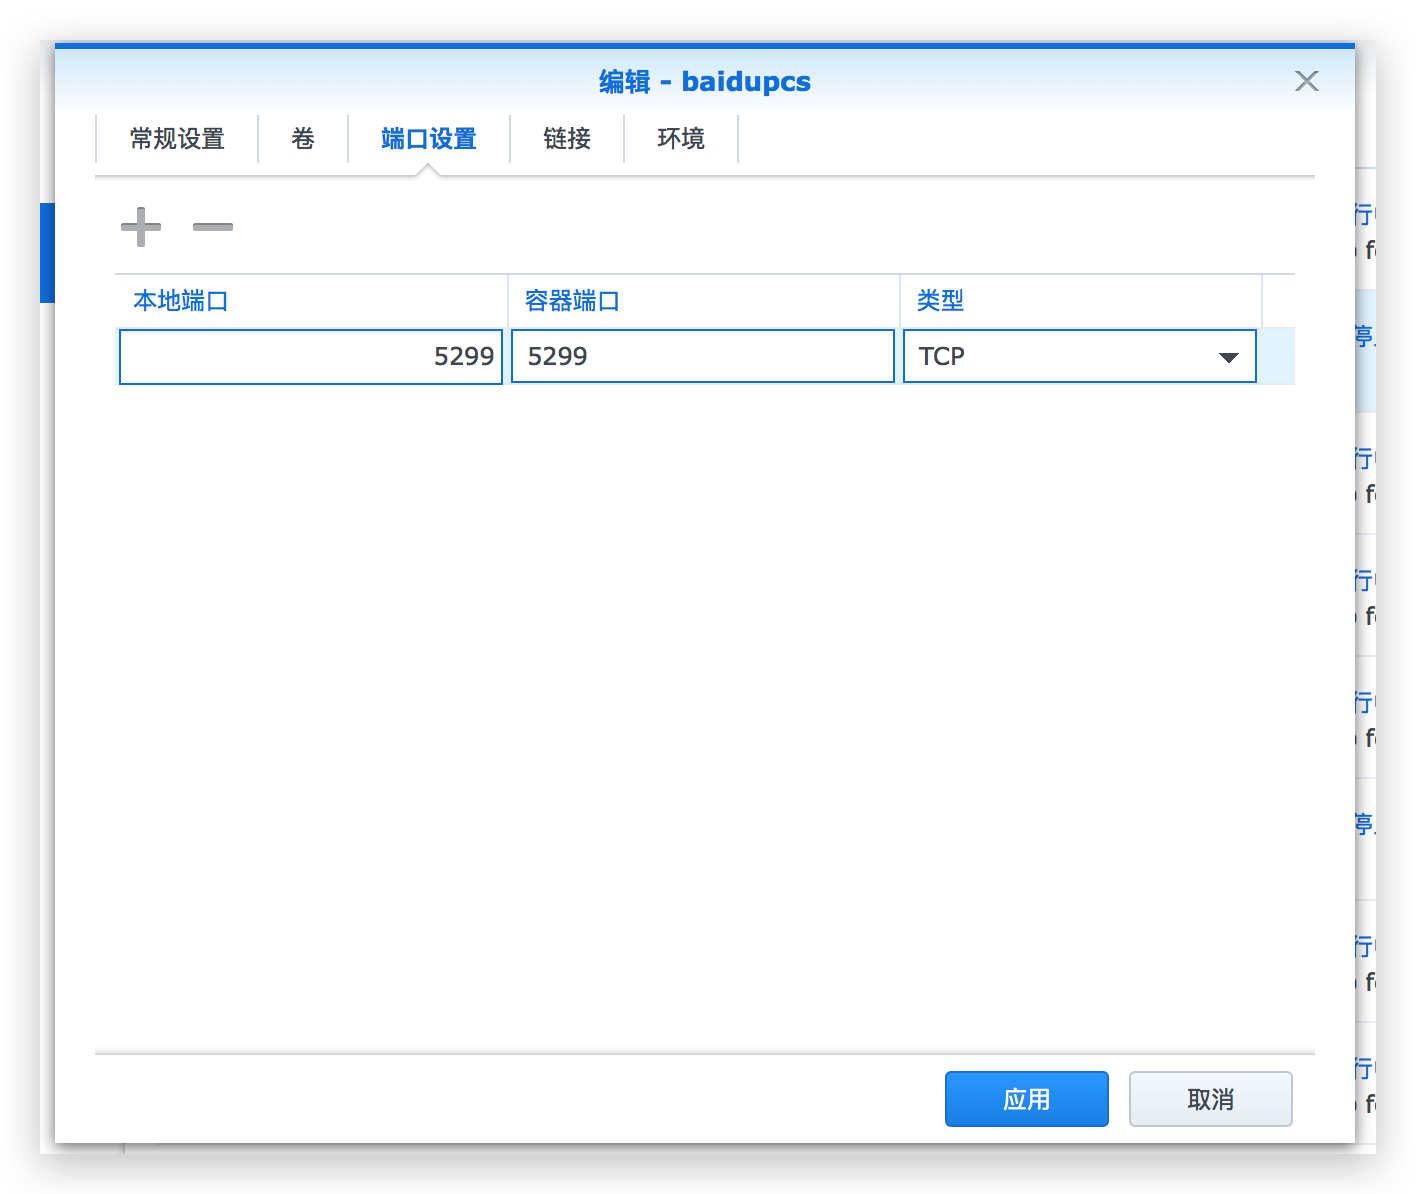 编辑 - baidupcs
常规设置 卷 端口设置 链接 环境
本地端口 容器端口 类型
5299 5299 TCP
应用 取消